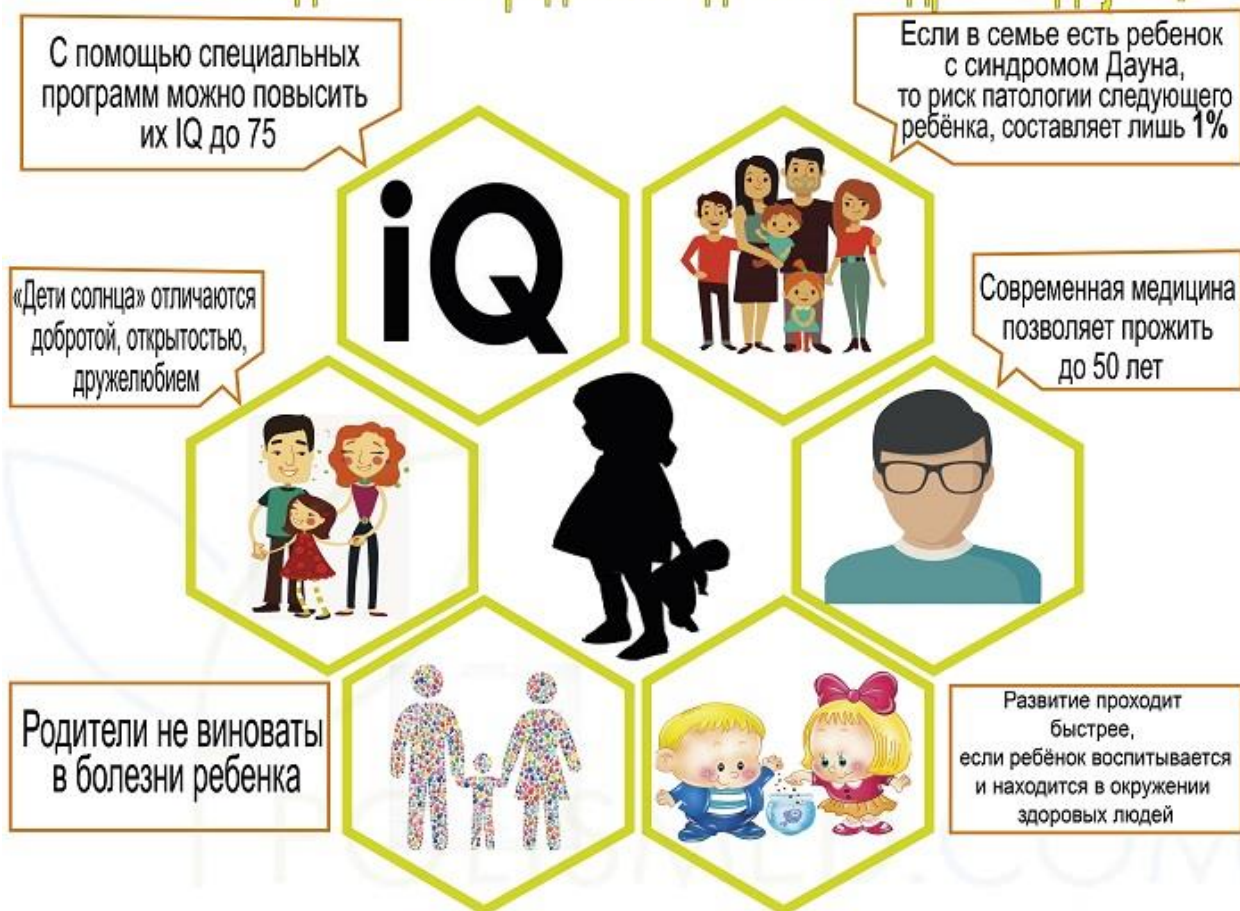 С помощью специальных
программ можно повысить
их IQ до 75
Если в семье есть ребенок
с синдромом Дауна,
то риск патологии следующего
ребёнка, составляет лишь 1%
iQ
«Дети солнца» отличаются
добротой, открытостью,
дружелюбием
Современная медицина
позволяет прожить
до 50 лет
Родители не виноваты
в болезни ребенка
Развитие проходит
быстрее,
если ребёнок воспитывается
и находится в окружении
здоровых людей